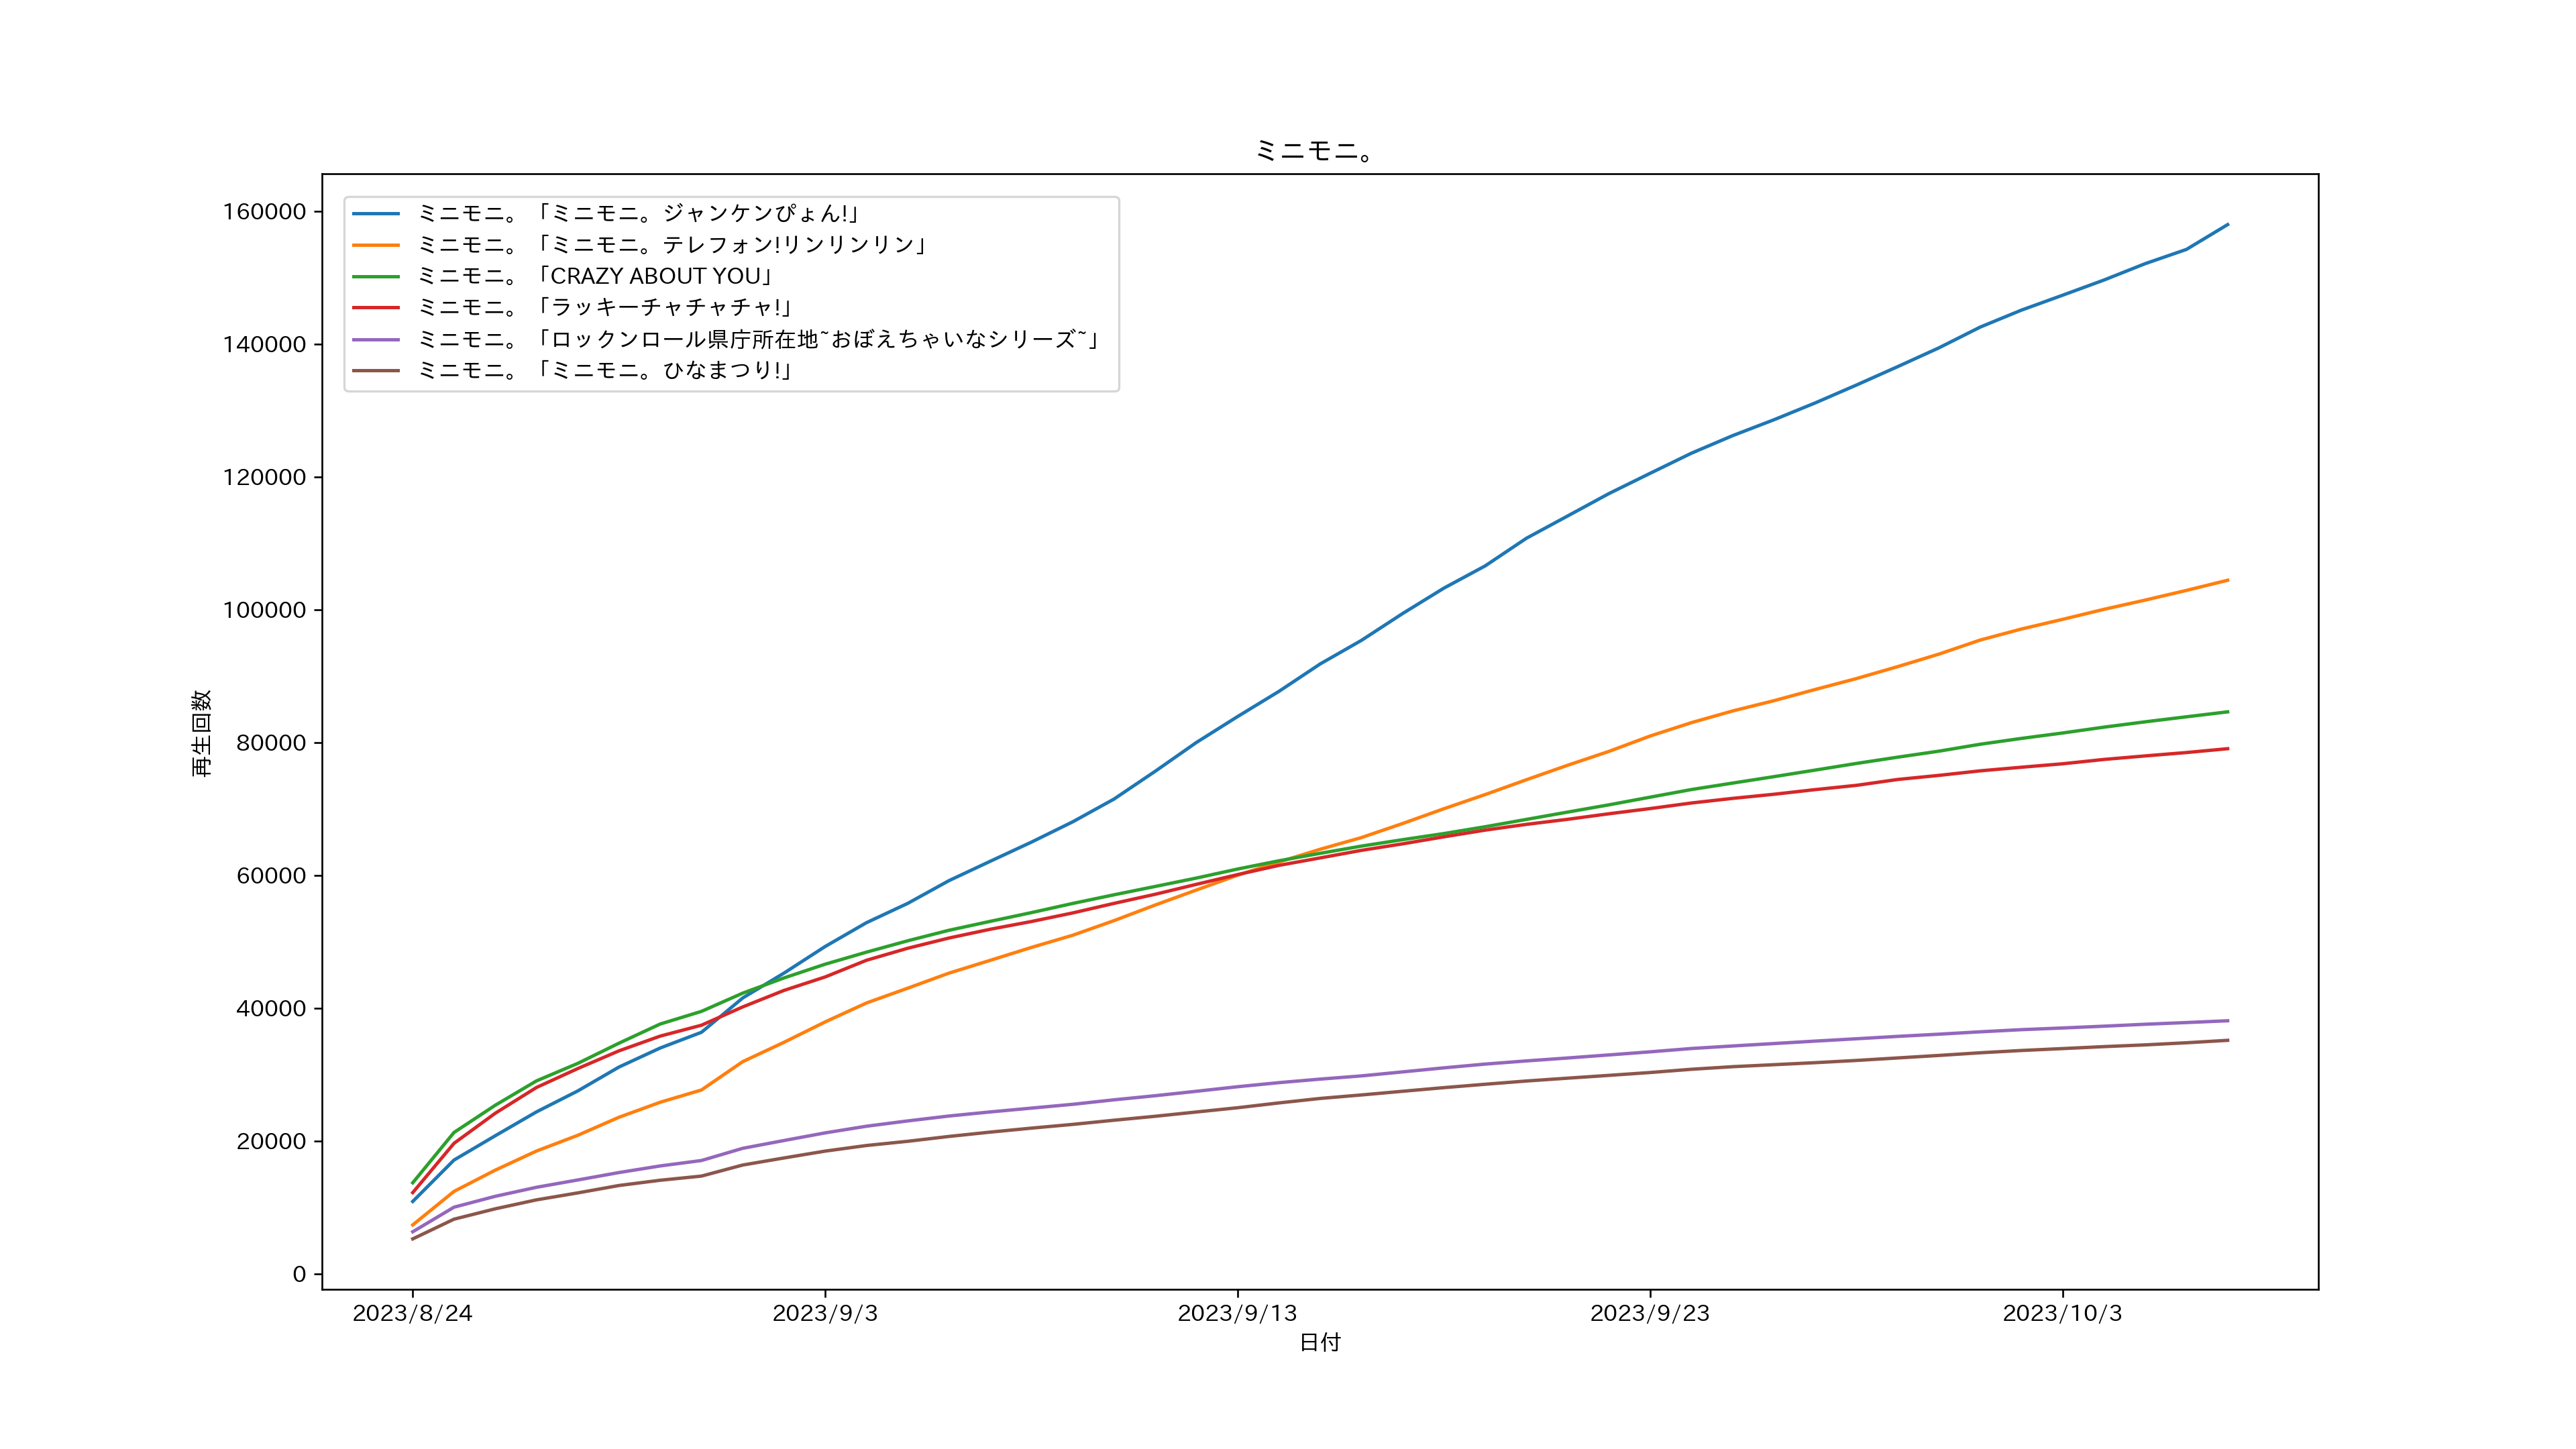 ミニモニ。
ミニモニ。「ミニモニ。ジャンケンぴょん!」
ミニモニ。「ミニモニ。テレフォン!リンリンリン」
ミニモニ。「CRAZY ABOUT YOU」
ミニモニ。「ラッキーチャチャチャ!」
ミニモニ。「ロックンロール県庁所在地~おぼえちゃいなシリーズ~」
ミニモニ。「ミニモニ。ひなまつり!」
160000
140000
120000
100000
80000
60000
40000
20000
0
再生回数
2023/8/24
2023/9/3
2023/9/13
2023/9/23
2023/10/3
日付